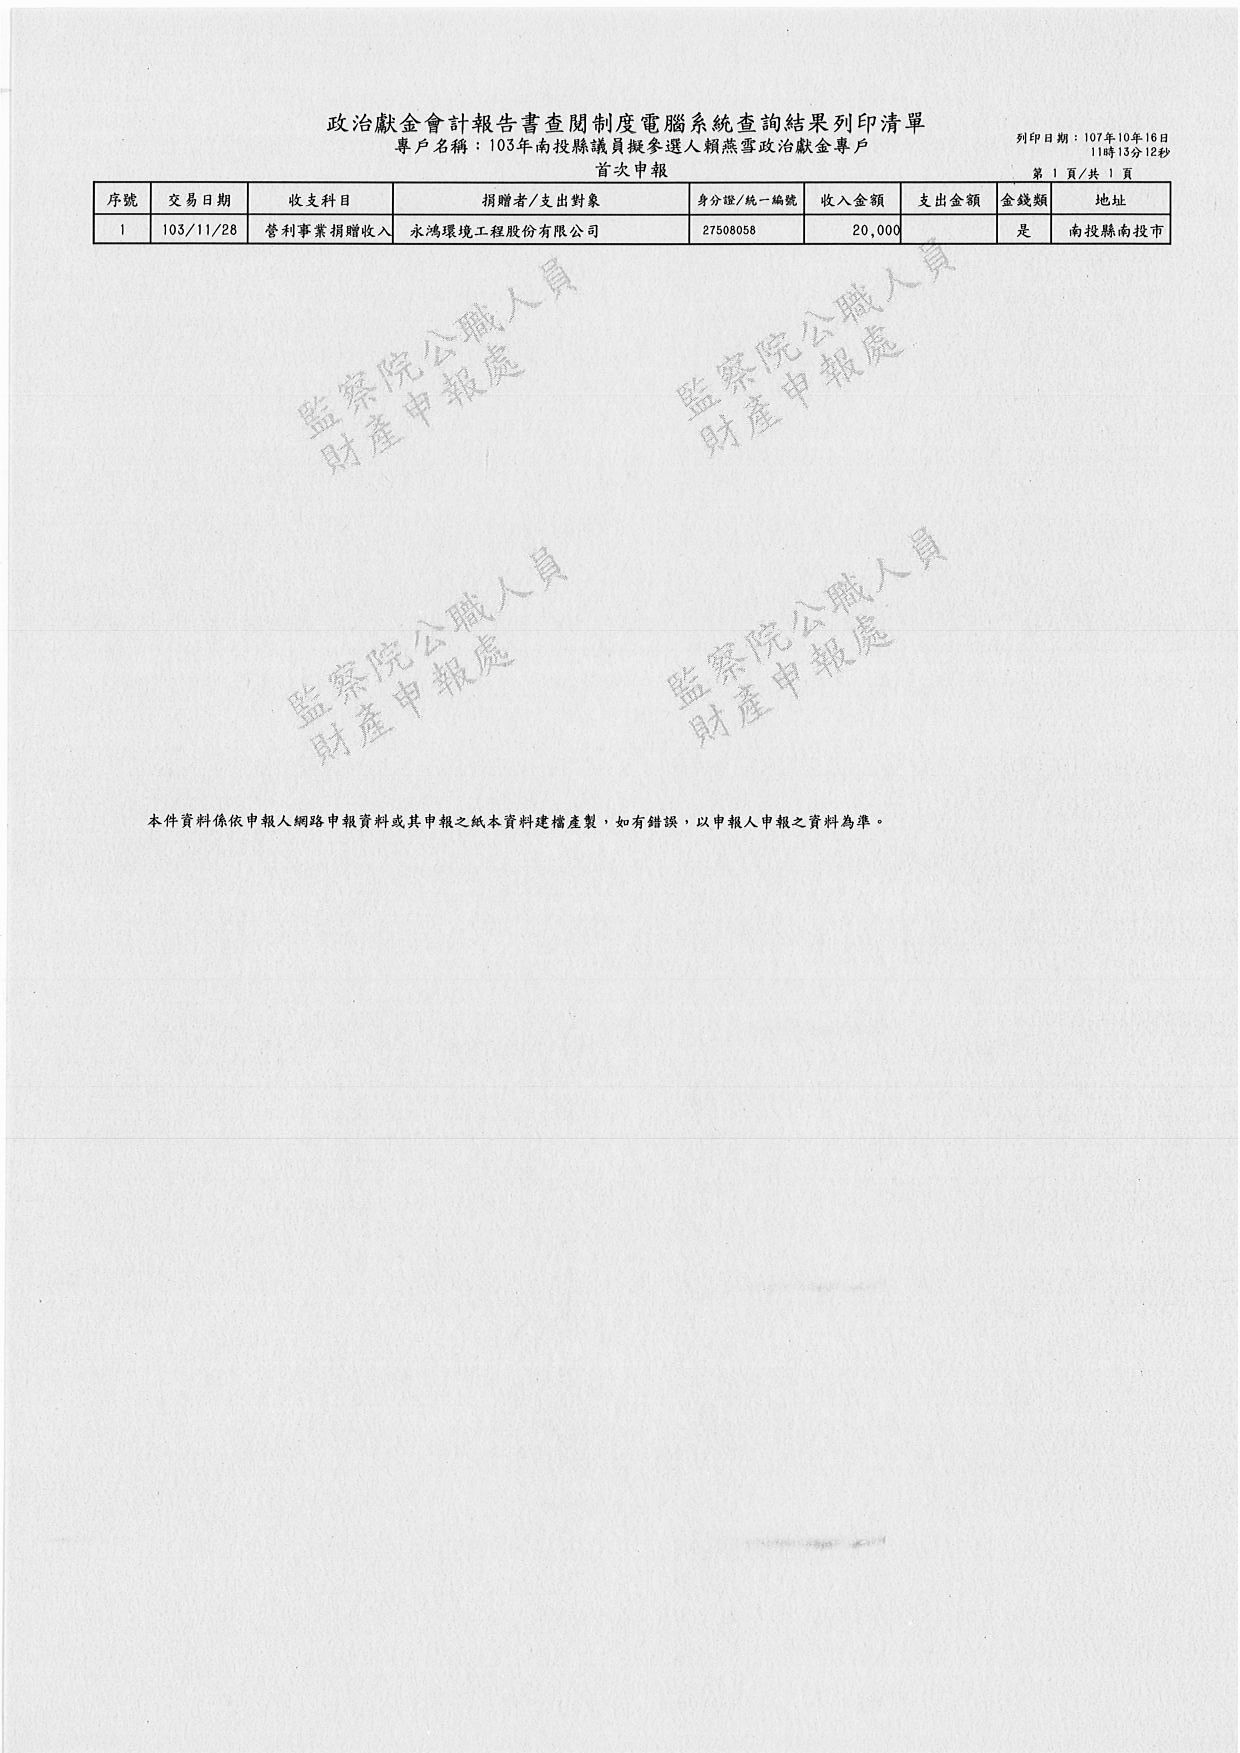 政治獻金會計報告書查閱制度電腦系統查詢結果列印清單
專戶名稱：103年南投縣議員擬參選人賴燕雪政治獻金專戶
首次申報
列印日期：107年10月16日
11時13分12秒
第 1 頁/共 1 頁
序號 交易日期 收支科目 捐贈者/支出對象 身分證/統一編號 收入金額 支出金額 金錢類 地址
1 103/11/28 營利事業捐贈收入 永鴻環境工程股份有限公司 27508058 20,000 是 南投縣南投市
監察院公職人員
財產申報處
監察院公職人員
財產申報處
監察院公職人員
財產申報處
監察院公職人員
財產申報處
本件資料係依申報人網路申報資料或其申報之紙本資料建檔產製，如有錯誤，以申報人申報之資料為準。